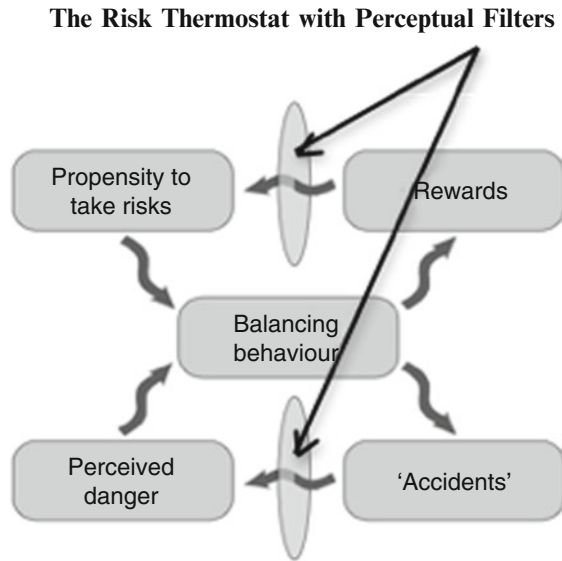 The Risk Thermostat with Perceptual Filters
Propensity to
take risks
Rewards
Balancing
behaviour
Perceived
danger
'Accidents'